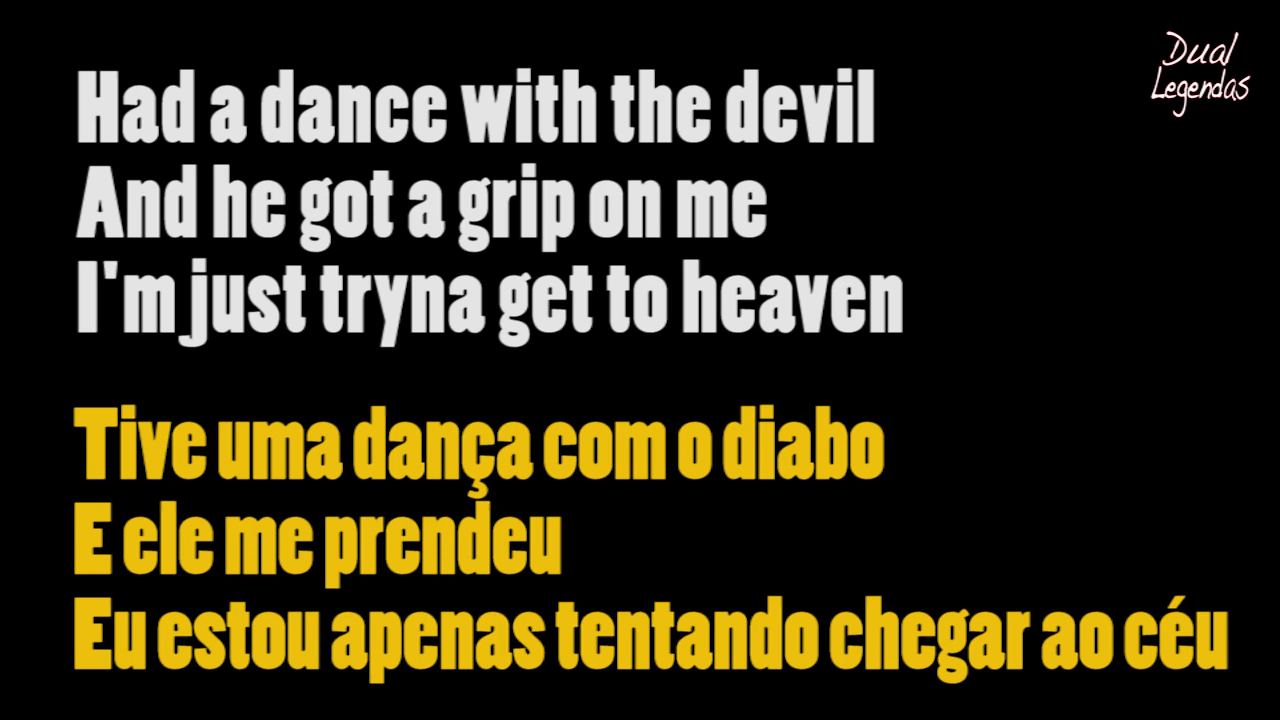 Dual
Legendas
Had a dance with the devil
And he got a grip on me
I'm just tryna get to heaven
Tive uma dança com o diabo
E ele me prendeu
Eu estou apenas tentando chegar ao céu